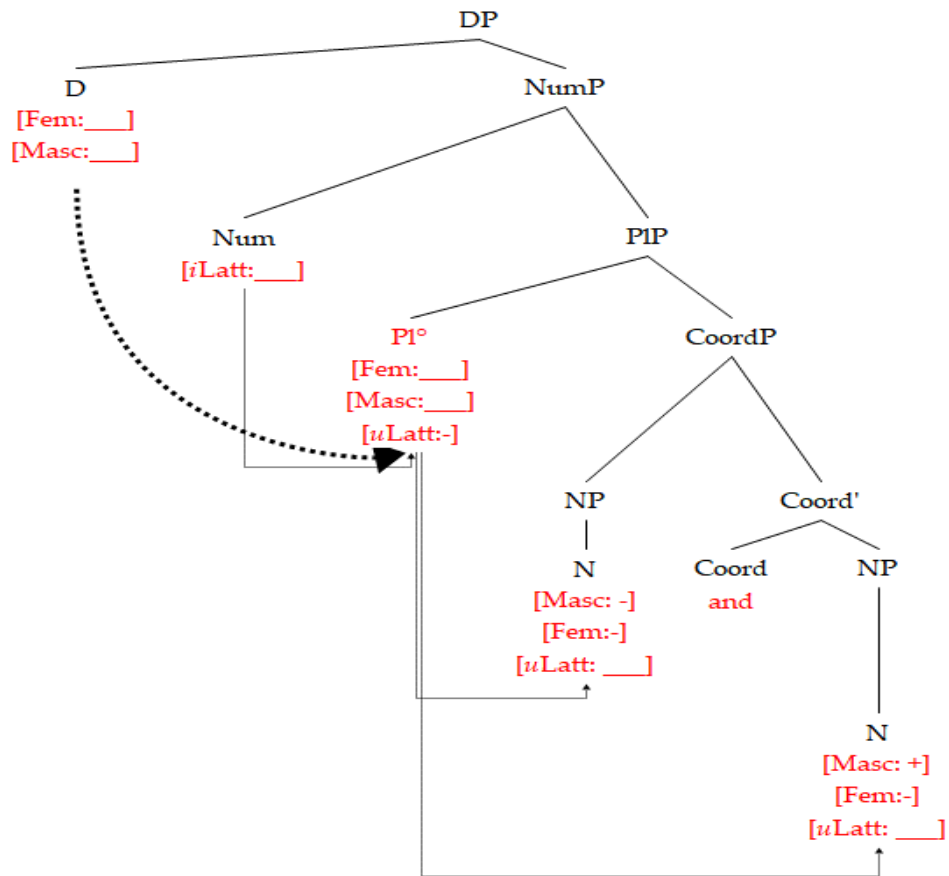 DP
D
NumP
[Fem:___]
[Masc:___]
Num
PlP
[iLatt:___]
Pl°
CoordP
[Fem:___]
[Masc:___]
[uLatt:-]
NP
Coord'
N
Coord
NP
[Masc: -]
and
[Fem:-]
[uLatt: ___]
N
[Masc: +]
[Fem:-]
[uLatt: ___]